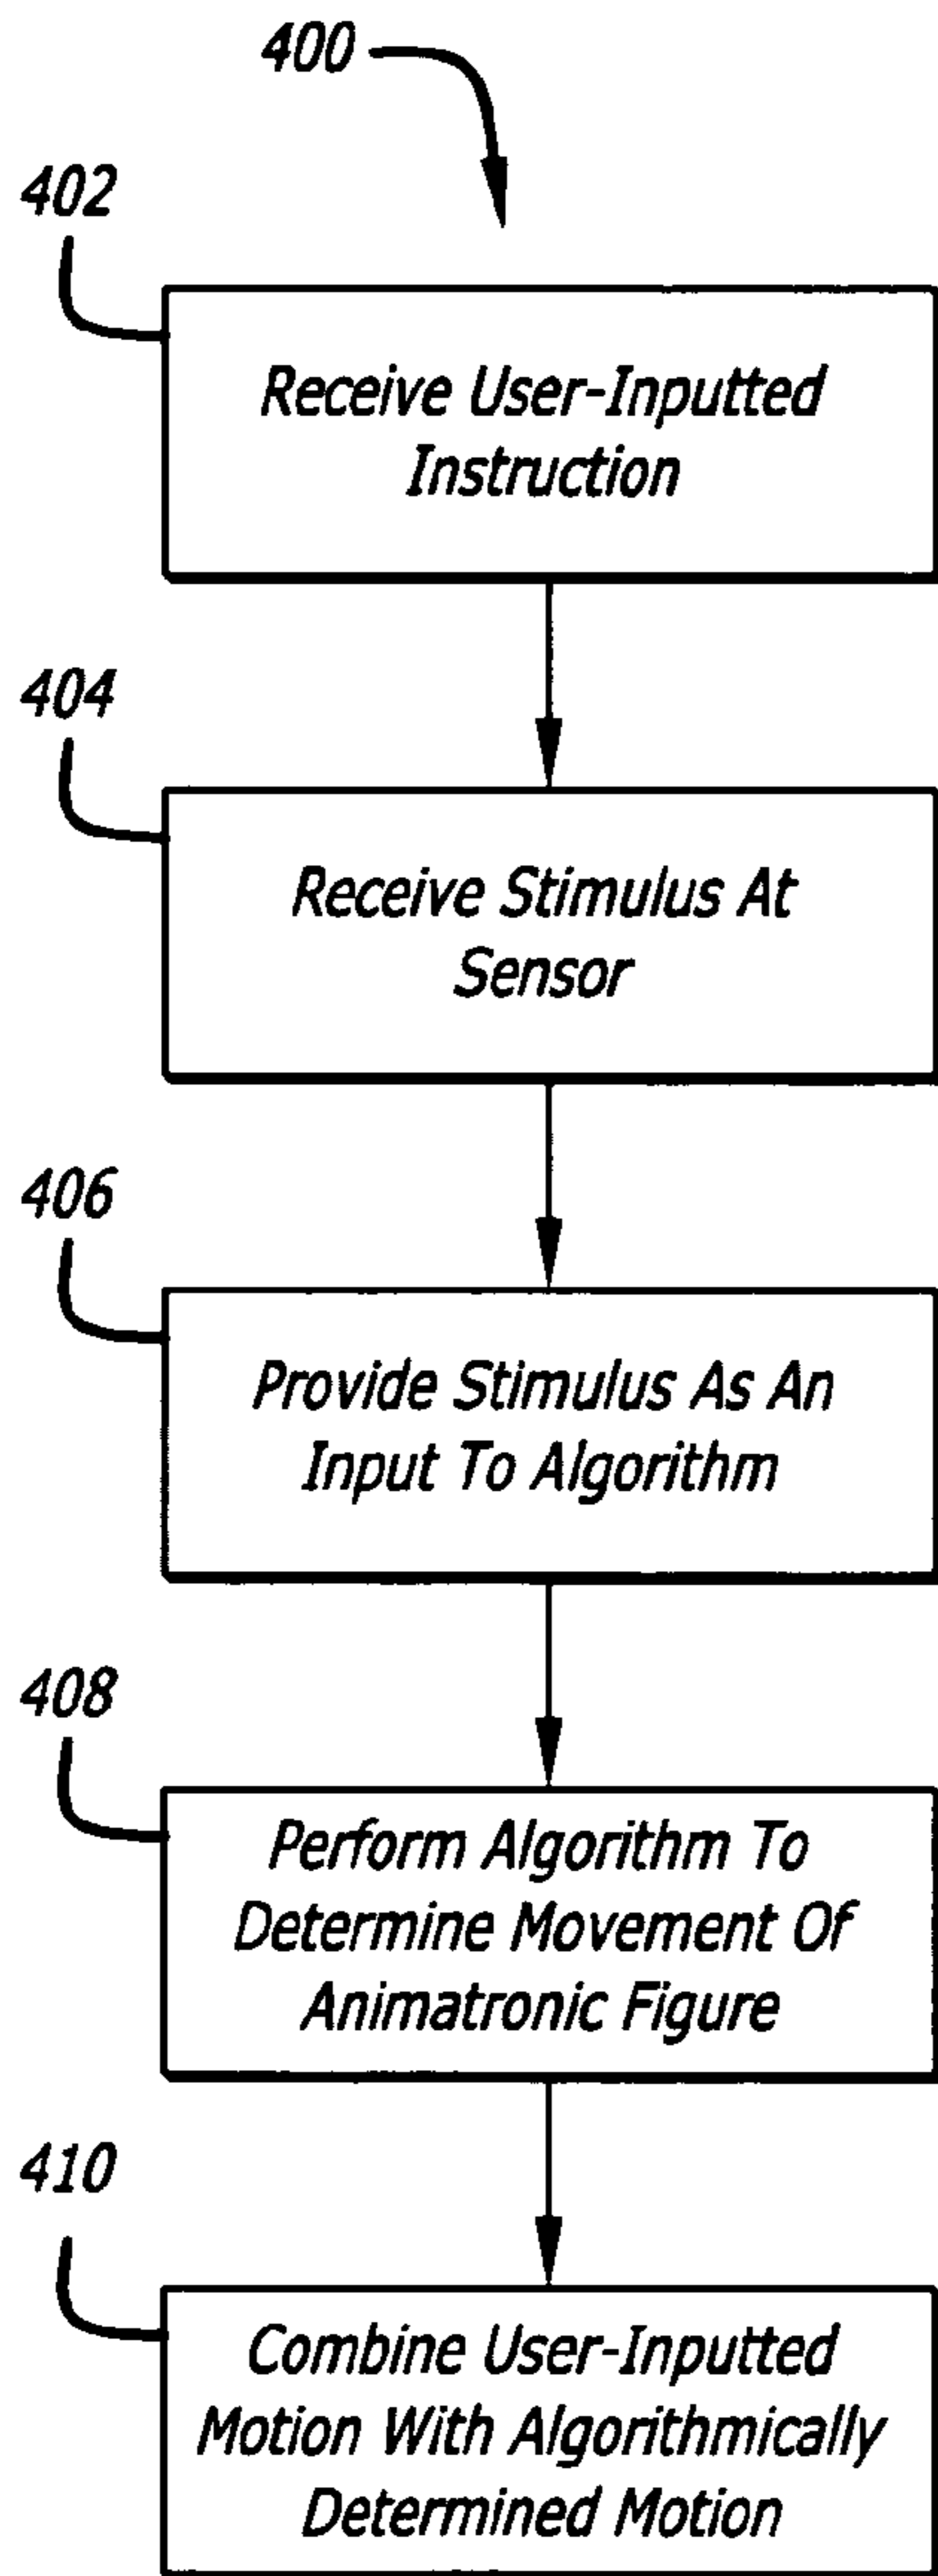 400
402
Receive User-Inputted
Instruction
404
Receive Stimulus At
Sensor
406
Provide Stimulus As An
Input To Algorithm
408
Perform Algorithm To
Determine Movement Of
Animatronic Figure
410
Combine User-Inputted
Motion With Algorithmically
Determined Motion